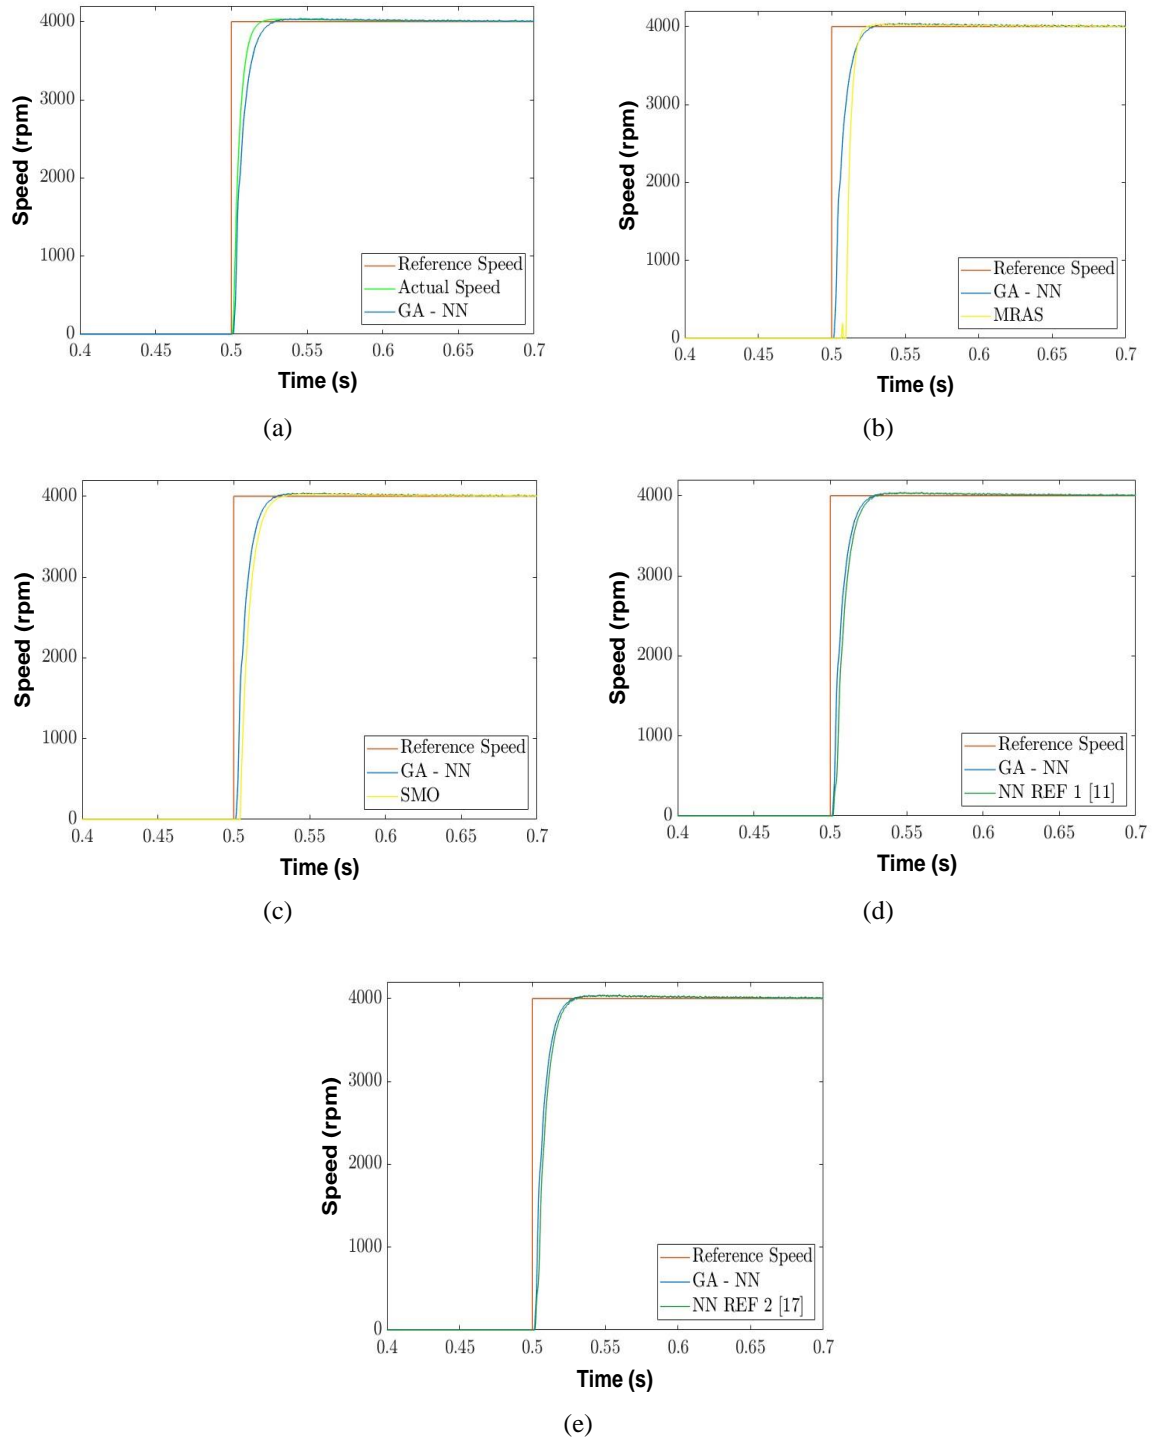 4000
3000
2000
1000
0
Speed (rpm)
Reference Speed
Actual Speed
GA - NN
0.4 0.45 0.5 0.55 0.6 0.65 0.7
Time (s)
(a)
4000
3000
2000
1000
0
Speed (rpm)
Reference Speed
GA - NN
MRAS
0.4 0.45 0.5 0.55 0.6 0.65 0.7
Time (s)
(b)
4000
3000
2000
1000
0
Speed (rpm)
Reference Speed
GA - NN
SMO
0.4 0.45 0.5 0.55 0.6 0.65 0.7
Time (s)
(c)
4000
3000
2000
1000
0
Speed (rpm)
Reference Speed
GA - NN
NN REF 1 [11]
0.4 0.45 0.5 0.55 0.6 0.65 0.7
Time (s)
(d)
4000
3000
2000
1000
0
Speed (rpm)
Reference Speed
GA - NN
NN REF 2 [17]
0.4 0.45 0.5 0.55 0.6 0.65 0.7
Time (s)
(e)